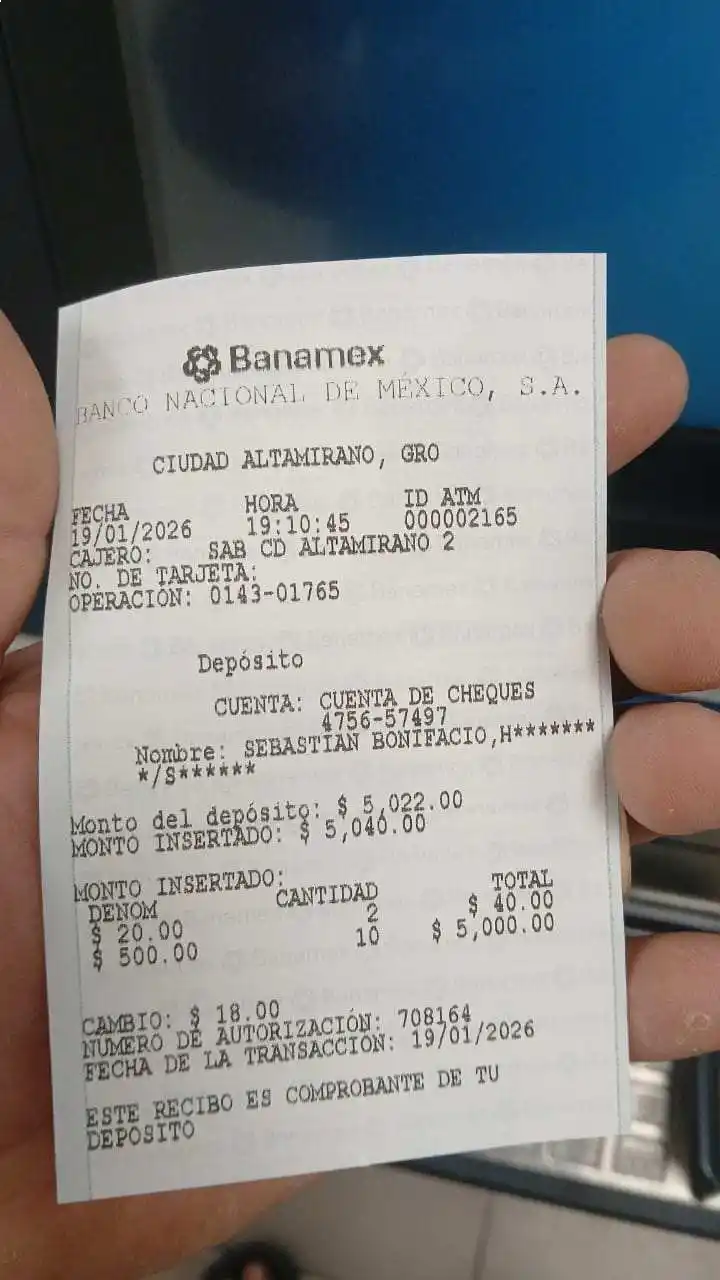 Banamex
BANCO NACIONAL DE MÉXICO, S.A.
CIUDAD ALTAMIRANO, GRO
FECHA HORA ID ATM
19/01/2026 19:10:45 000002165
CAJERO: SAB CD ALTAMIRANO 2
NO. DE TARJETA:
OPERACIÓN: 0143-01765
Depósito
CUENTA: CUENTA DE CHEQUES
4756-57497
Nombre: SEBASTIAN BONIFACIO,H*******
*/S******
Monto del depósito: $ 5,022.00
MONTO INSERTADO: $ 5,040.00
MONTO INSERTADO:
DENOM CANTIDAD TOTAL
$ 20.00 2 $ 40.00
$ 500.00 10 $ 5,000.00
CAMBIO: $ 18.00
NUMERO DE AUTORIZACIÓN: 708164
FECHA DE LA TRANSACCION: 19/01/2026
ESTE RECIBO ES COMPROBANTE DE TU
DEPOSITO